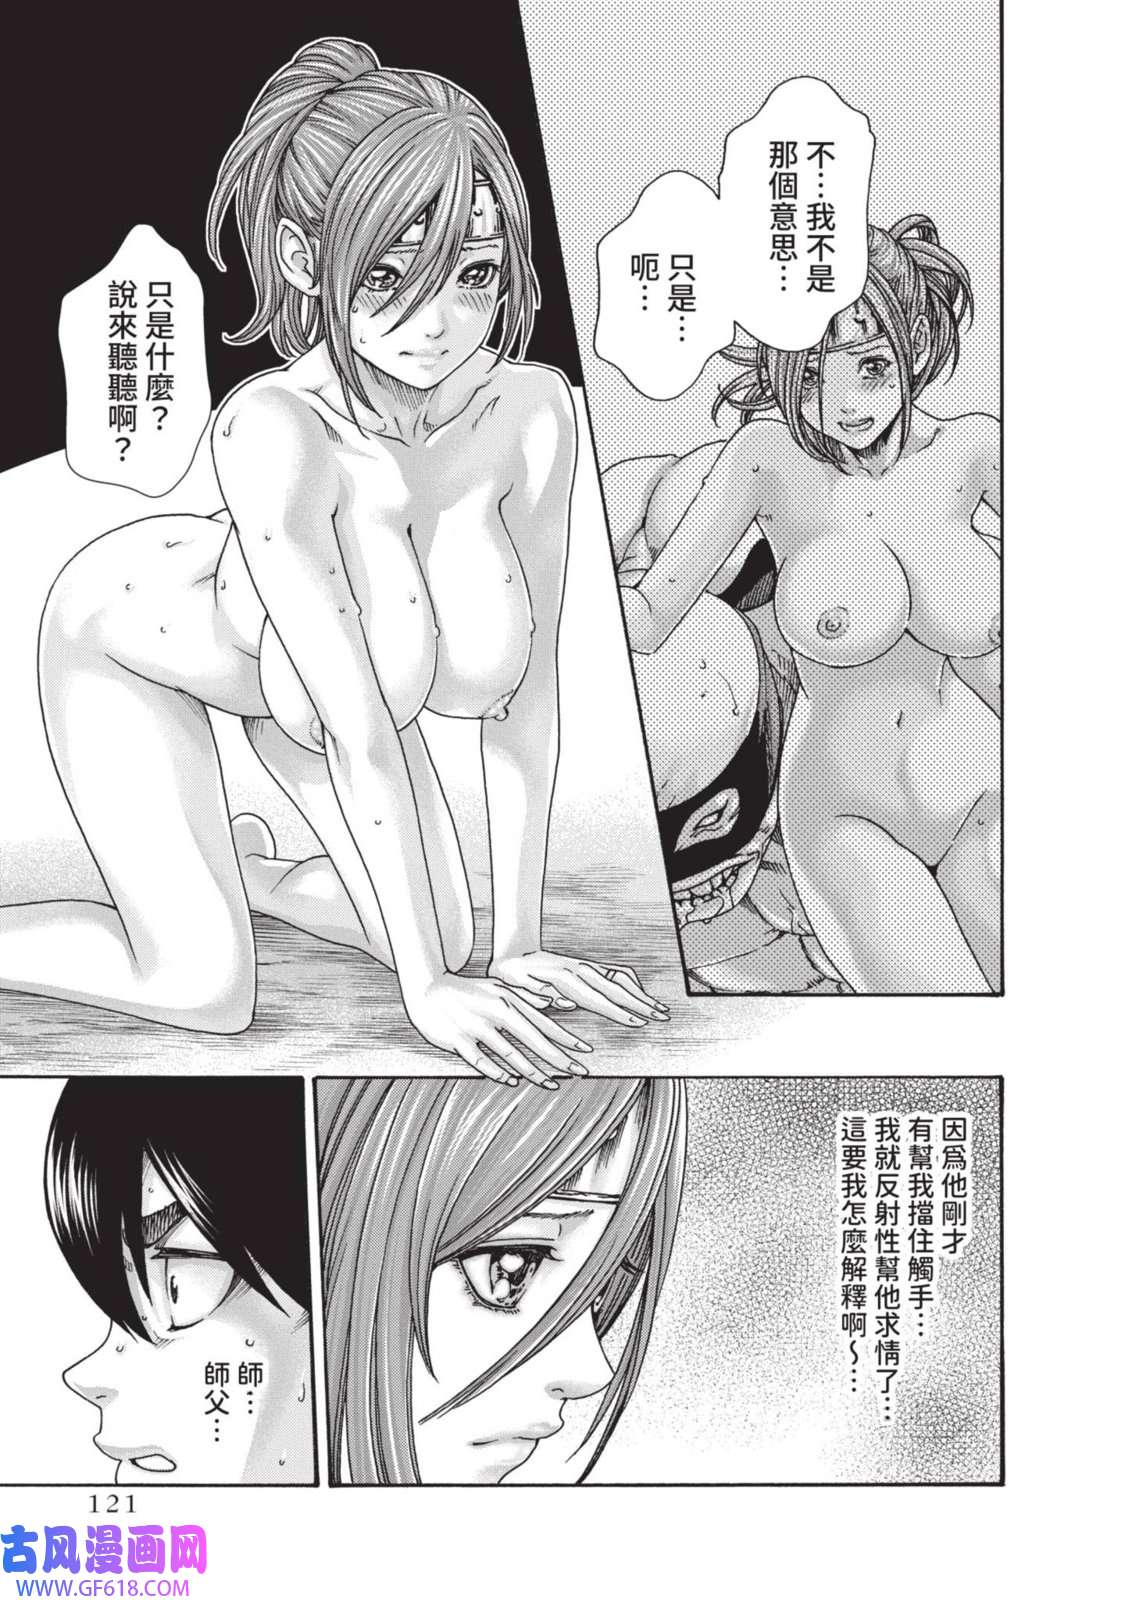 不…我不是
那個意思…
只是…
呃…
只是什麼？
說來聽聽啊？
因爲他剛才
有幫我擋住觸手…
我就反射性幫他求情了…
這要我怎麼解釋啊～…
師…
師父…
121
古风漫画网
WWW.GF618.COM